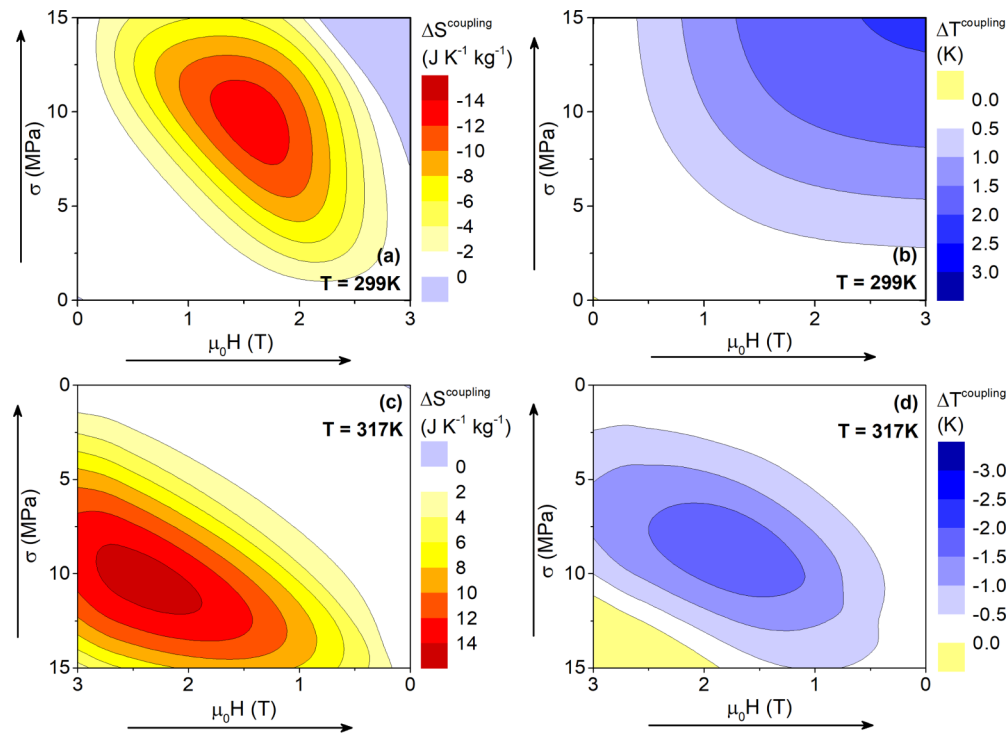 15
10
5
0
σ (MPa)
0
1
2
3
μ₀H (T)
(a)
T = 299K
ΔS^coupling
(J K⁻¹ kg⁻¹)
-14
-12
-10
-8
-6
-4
-2
0
15
10
5
0
σ (MPa)
0
1
2
3
μ₀H (T)
(b)
T = 299K
ΔT^coupling
(K)
0.0
0.5
1.0
1.5
2.0
2.5
3.0
0
5
10
15
σ (MPa)
3
2
1
0
μ₀H (T)
(c)
T = 317K
ΔS^coupling
(J K⁻¹ kg⁻¹)
0
2
4
6
8
10
12
14
0
5
10
15
σ (MPa)
3
2
1
0
μ₀H (T)
(d)
T = 317K
ΔT^coupling
(K)
-3.0
-2.5
-2.0
-1.5
-1.0
-0.5
0.0